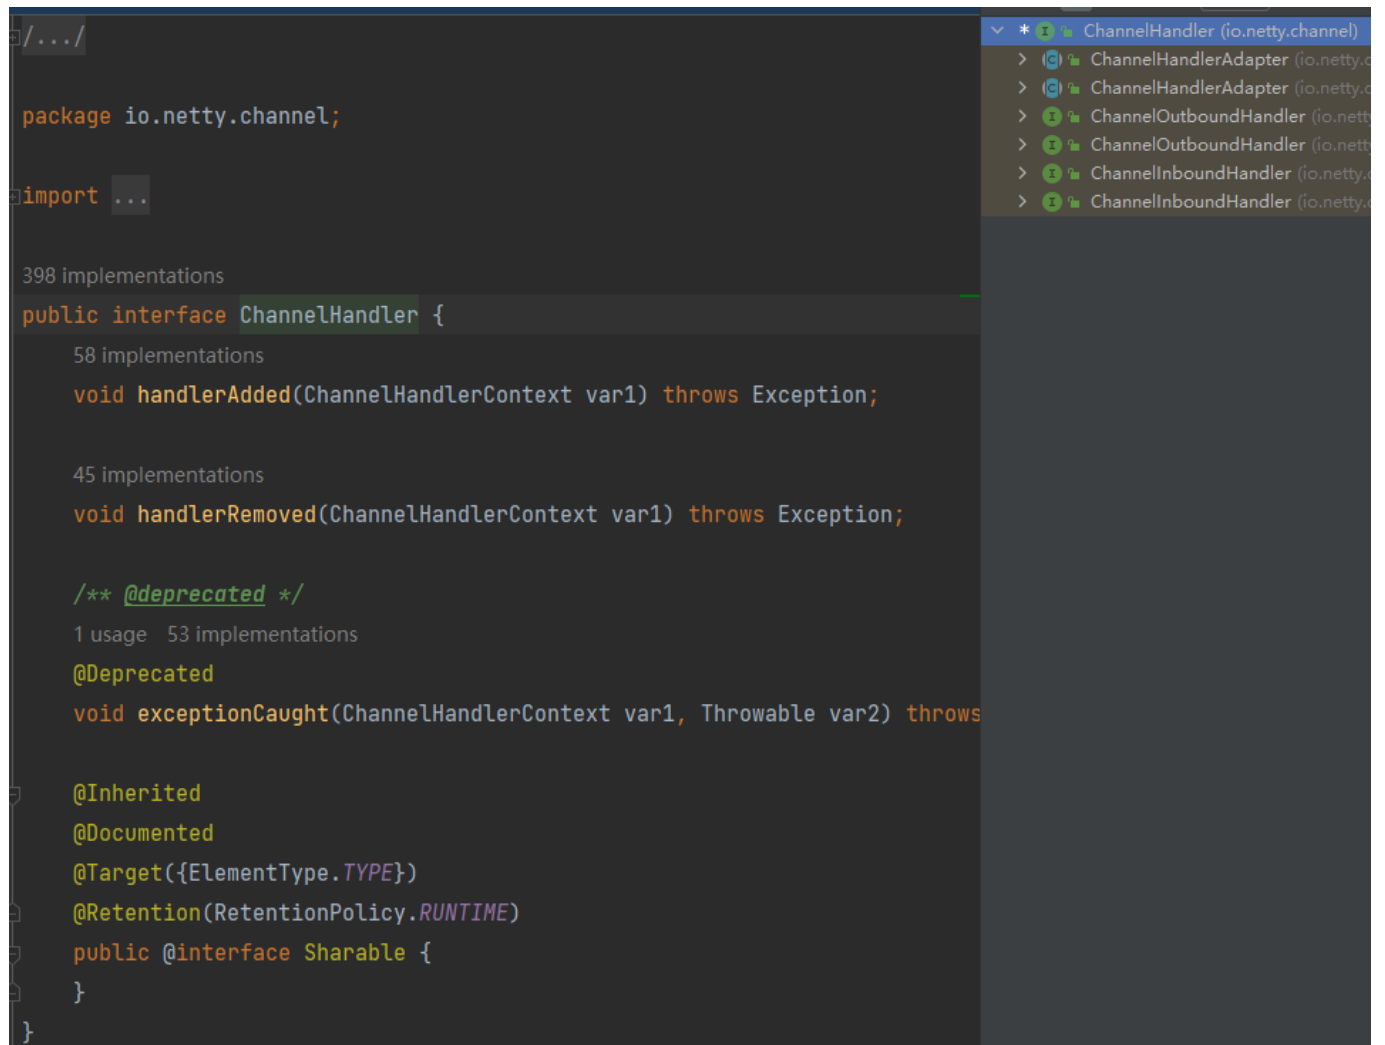 /.../
package io.netty.channel;
import ...
398 implementations
public interface ChannelHandler {
58 implementations
void handlerAdded(ChannelHandlerContext var1) throws Exception;
45 implementations
void handlerRemoved(ChannelHandlerContext var1) throws Exception;
/** @deprecated */
1 usage 53 implementations
@Deprecated
void exceptionCaught(ChannelHandlerContext var1, Throwable var2) throws
@Inherited
@Documented
@Target({ElementType.TYPE})
@Retention(RetentionPolicy.RUNTIME)
public @interface Sharable {
}
}
* ChannelHandler (io.netty.channel)
ChannelHandlerAdapter (io.netty.c
ChannelHandlerAdapter (io.netty.c
ChannelOutboundHandler (io.nett
ChannelOutboundHandler (io.nett
ChannelInboundHandler (io.netty.c
ChannelInboundHandler (io.netty.c